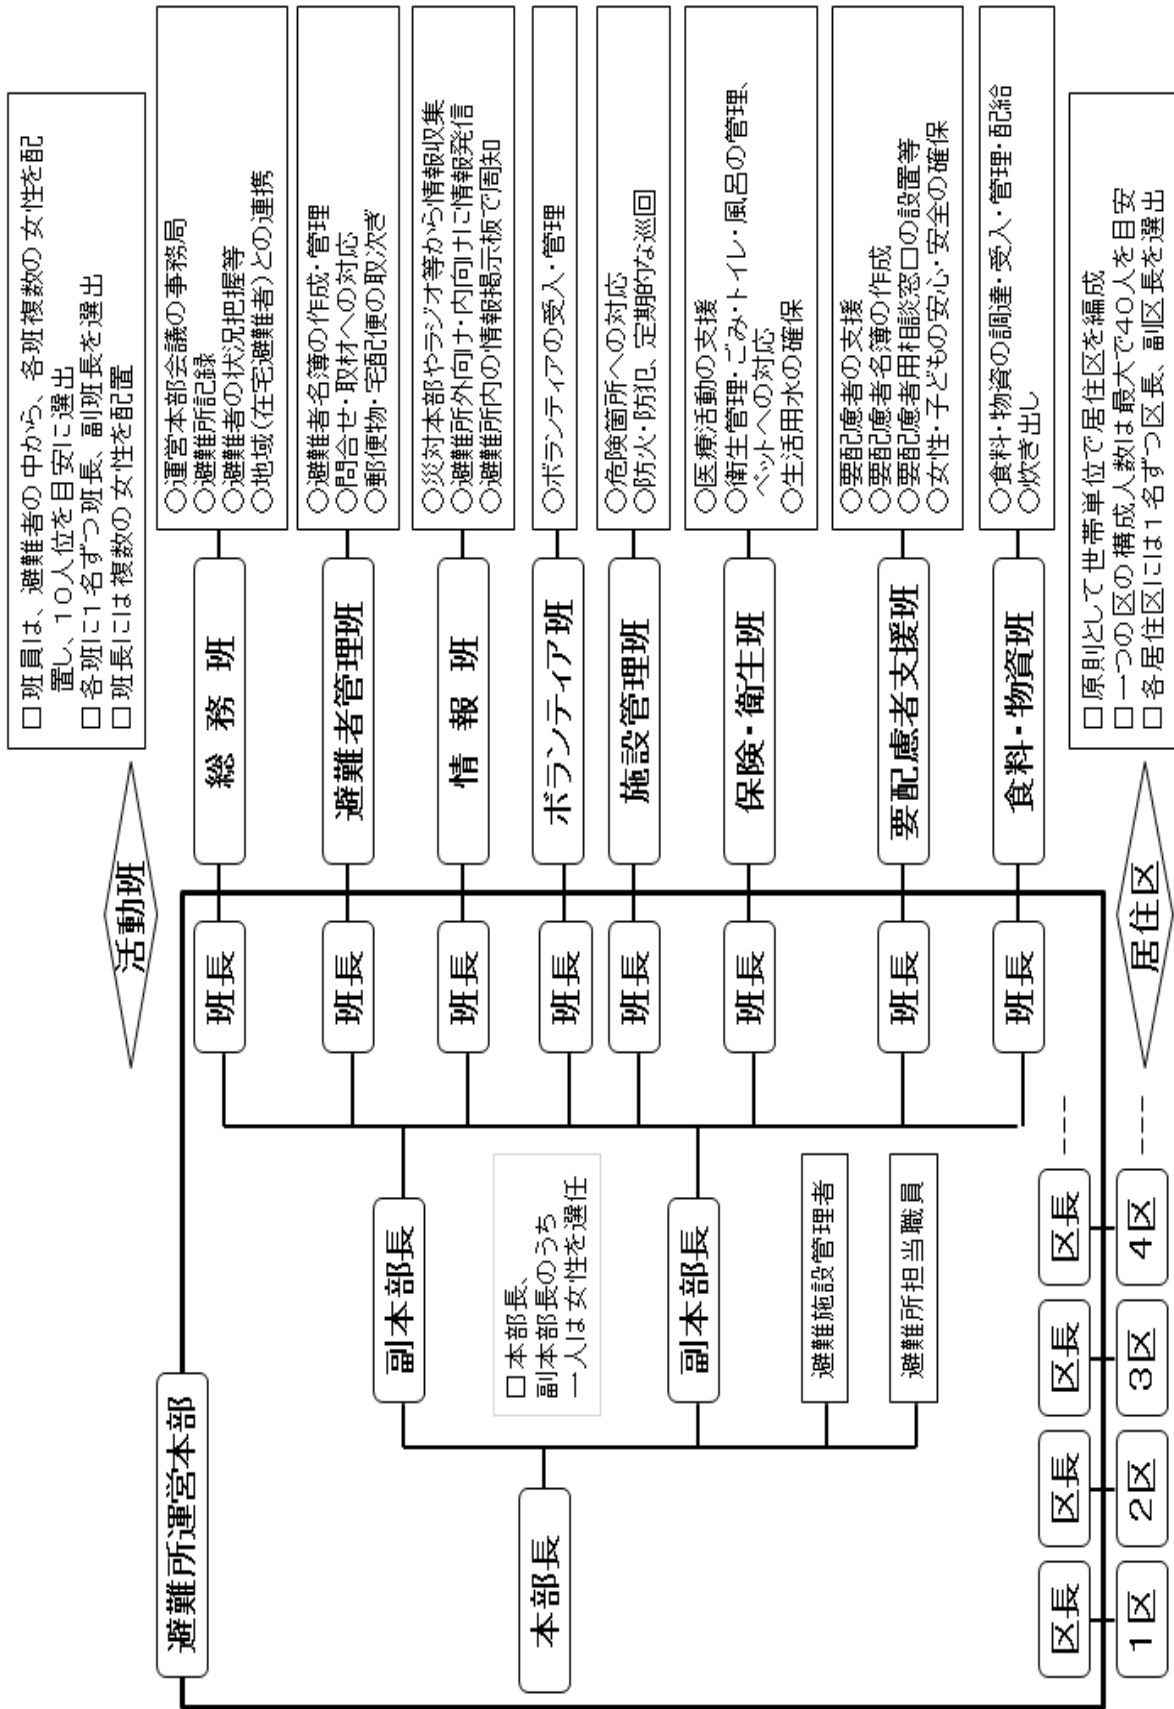 避難所運営本部
本部長
副本部長
□本部長、
副本部長のうち
一人は女性を選任
副本部長
避難施設管理者
避難所担当職員
活動班
□班員は、避難者の中から、各班複数の女性を配
置し、10人位を目安に選出
□各班に1名ずつ班長、副班長を選出
□班長には複数の女性を配置
班長
総務班
○運営本部会議の事務局
○避難所記録
○避難者の状況把握等
○地域(在宅避難者)との連携
班長
避難者管理班
○避難者名簿の作成・管理
○問合せ・取材への対応
○郵便物・宅配便の取次ぎ
班長
情報班
○災対本部やラジオ等から情報収集
○避難所外向け・内向けに情報発信
○避難所内の情報掲示板で周知
班長
ボランティア班
○ボランティアの受入・管理
班長
施設管理班
○危険箇所への対応
○防火・防犯、定期的な巡回
班長
保険・衛生班
○医療活動の支援
○衛生管理・ごみ・トイレ・風呂の管理、
ペットへの対応
○生活用水の確保
班長
要配慮者支援班
○要配慮者の支援
○要配慮者名簿の作成
○要配慮者用相談窓口の設置等
○女性・子どもの安心・安全の確保
班長
食料・物資班
○食料・物資の調達・受入・管理・配給
○炊き出し
区長
区長
区長
区長
1区
2区
3区
4区
居住区
□原則として世帯単位で居住区を編成
□一つの区の構成人数は最大で40人を目安
□各居住区には1名ずつ区長、副区長を選出